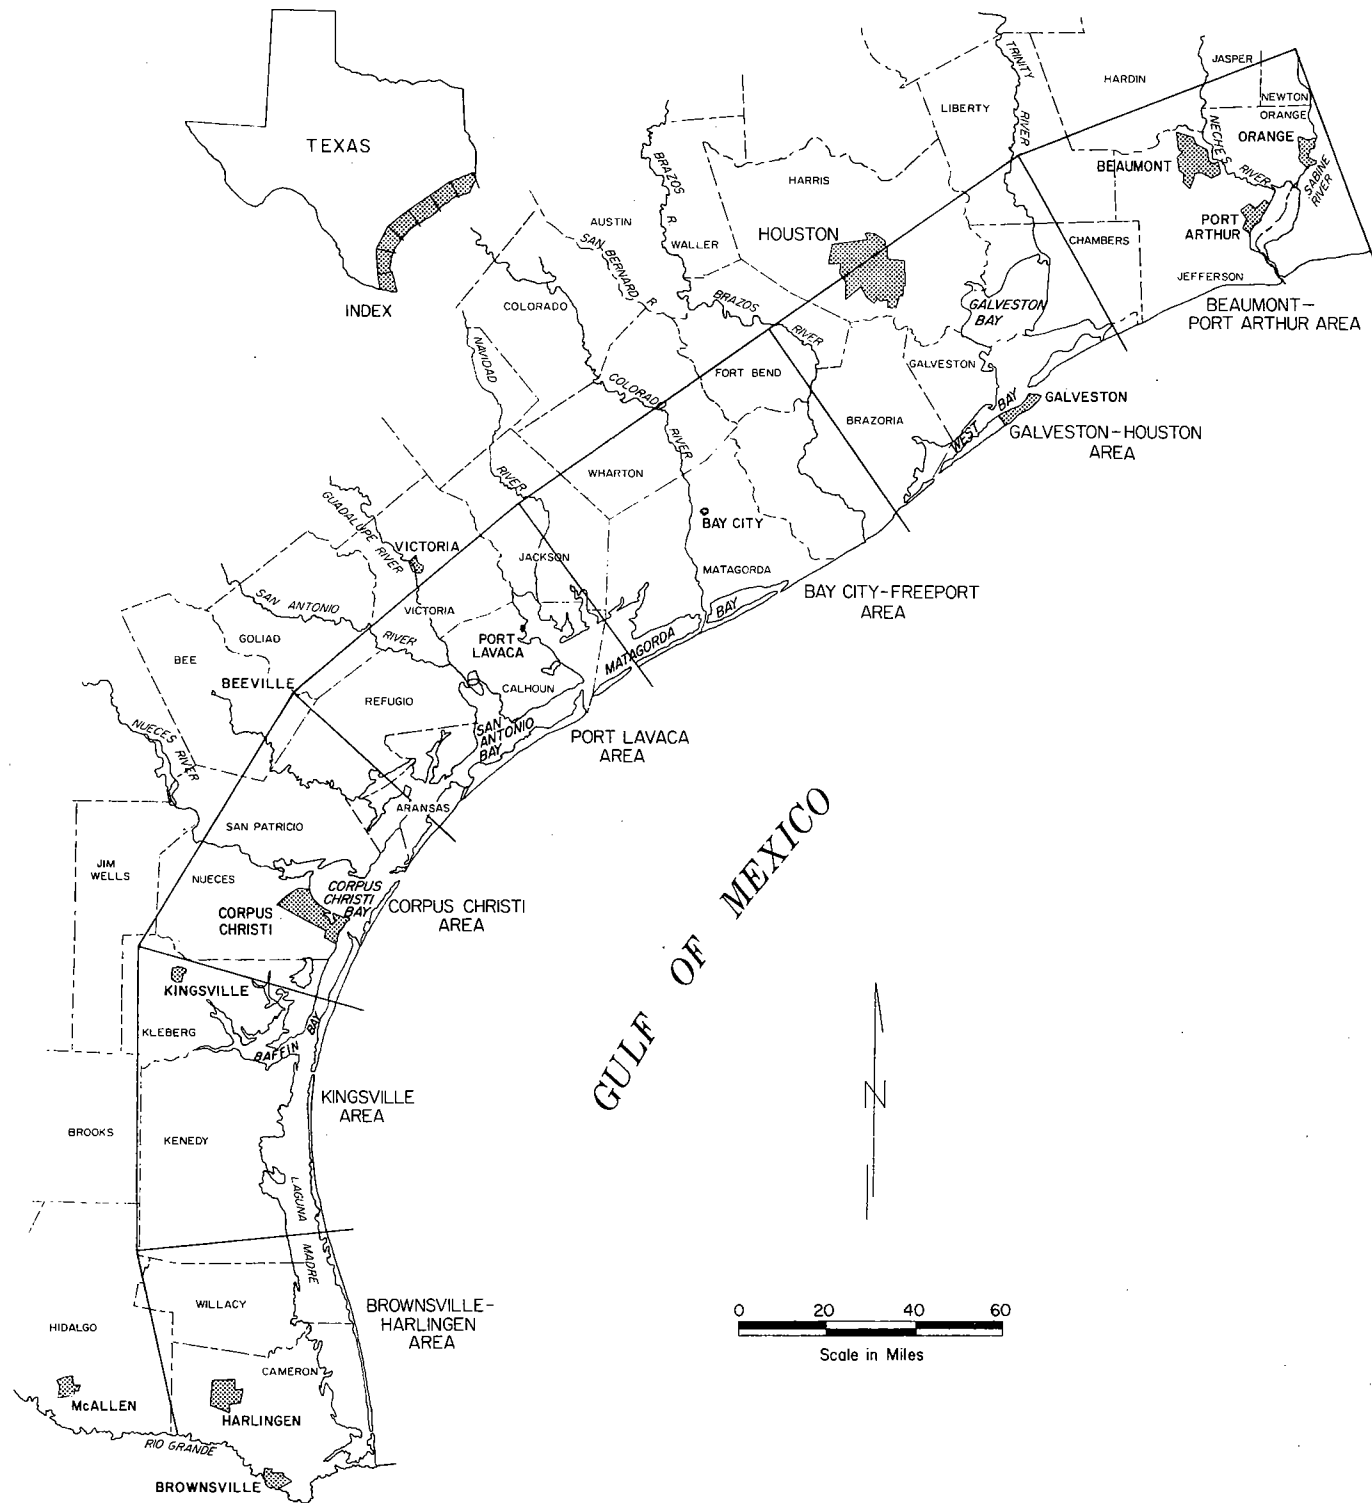 TEXAS
INDEX
TRINITY
RIVER
JASPER
HARDIN
NEWTON
LIBERTY
ORANGE
NECHES
RIVER
ORANGE
BEAUMONT
SABINE
RIVER
BRAZOS
R
HARRIS
AUSTIN
WALLER
HOUSTON
PORT
ARTHUR
CHAMBERS
SAN BERNARD R
JEFFERSON
COLORADO
BRAZOS
RIVER
GALVESTON
BAY
BEAUMONT-
PORT ARTHUR AREA
NAVIDAD
RIVER
FORT BEND
GALVESTON
COLORADO
RIVER
BRAZORIA
WEST BAY
GALVESTON
GALVESTON-HOUSTON
AREA
WHARTON
GUADALUPE RIVER
BAY CITY
VICTORIA
JACKSON
MATAGORDA
BAY CITY-FREEPORT
AREA
SAN ANTONIO
RIVER
VICTORIA
GOLIAD
PORT
LAVACA
MATAGORDA
BAY
BEE
BEEVILLE
REFUGIO
CALHOUN
NUECES RIVER
SAN
ANTONIO
BAY
PORT LAVACA
AREA
ARANSAS
SAN PATRICIO
JIM
WELLS
NUECES
CORPUS
CHRISTI
BAY
CORPUS
CHRISTI
CORPUS CHRISTI
AREA
GULF OF MEXICO
KINGSVILLE
KLEBERG
BAFFIN
BAY
KINGSVILLE
AREA
N
BROOKS
KENEDY
LAGUNA
MADRE
WILLACY
BROWNSVILLE-
HARLINGEN
AREA
0 20 40 60
Scale in Miles
HIDALGO
CAMERON
McALLEN
HARLINGEN
RIO GRANDE
BROWNSVILLE